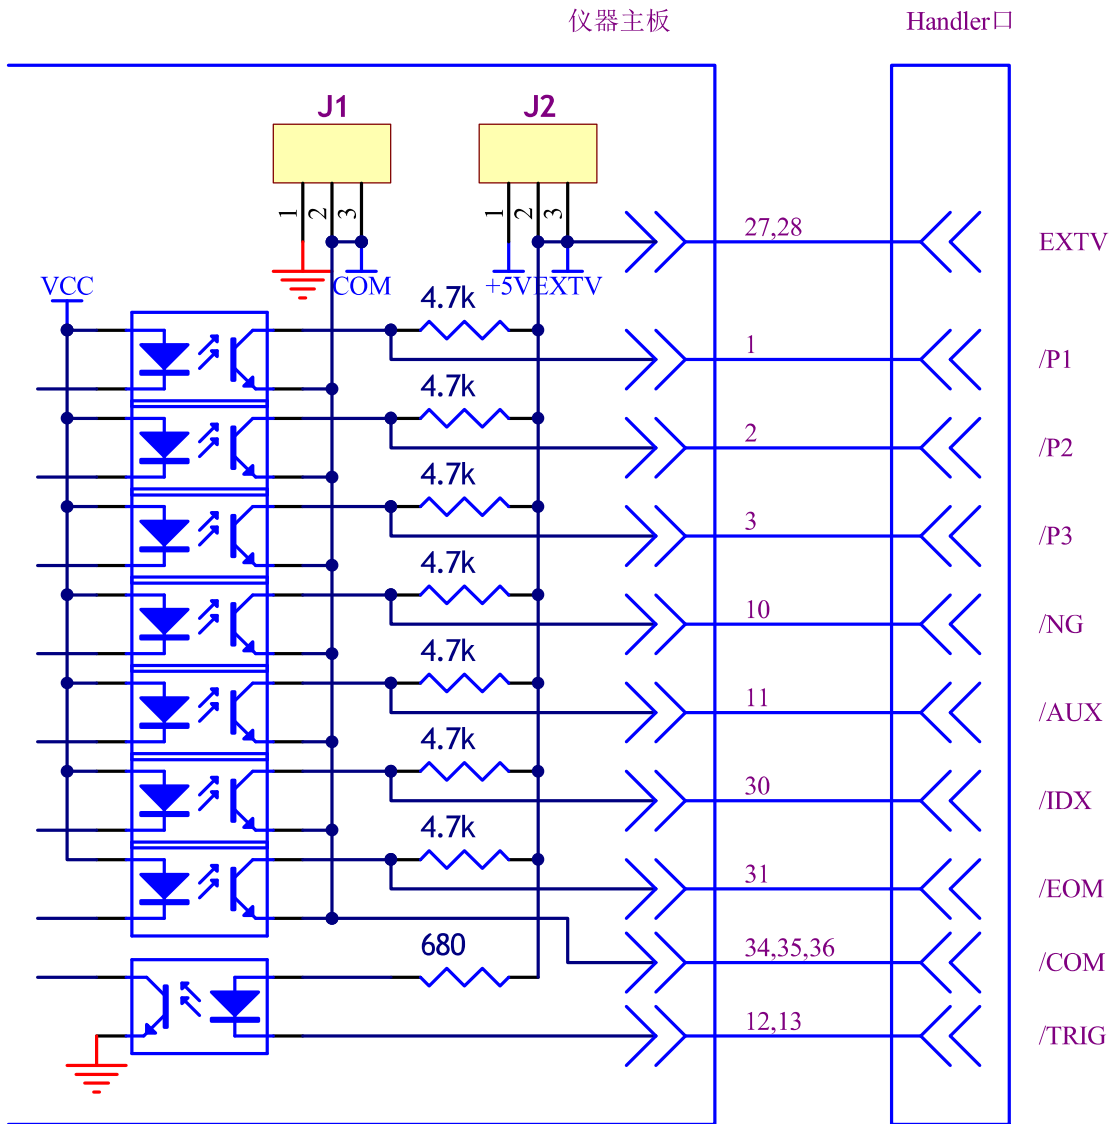 仪器主板 Handler口
J1 J2
1 2 3 1 2 3
27,28 EXTV
VCC COM +5V EXTV
4.7k
1 /P1
4.7k
2 /P2
4.7k
3 /P3
4.7k
10 /NG
4.7k
11 /AUX
4.7k
30 /IDX
4.7k
31 /EOM
680
34,35,36 /COM
12,13 /TRIG